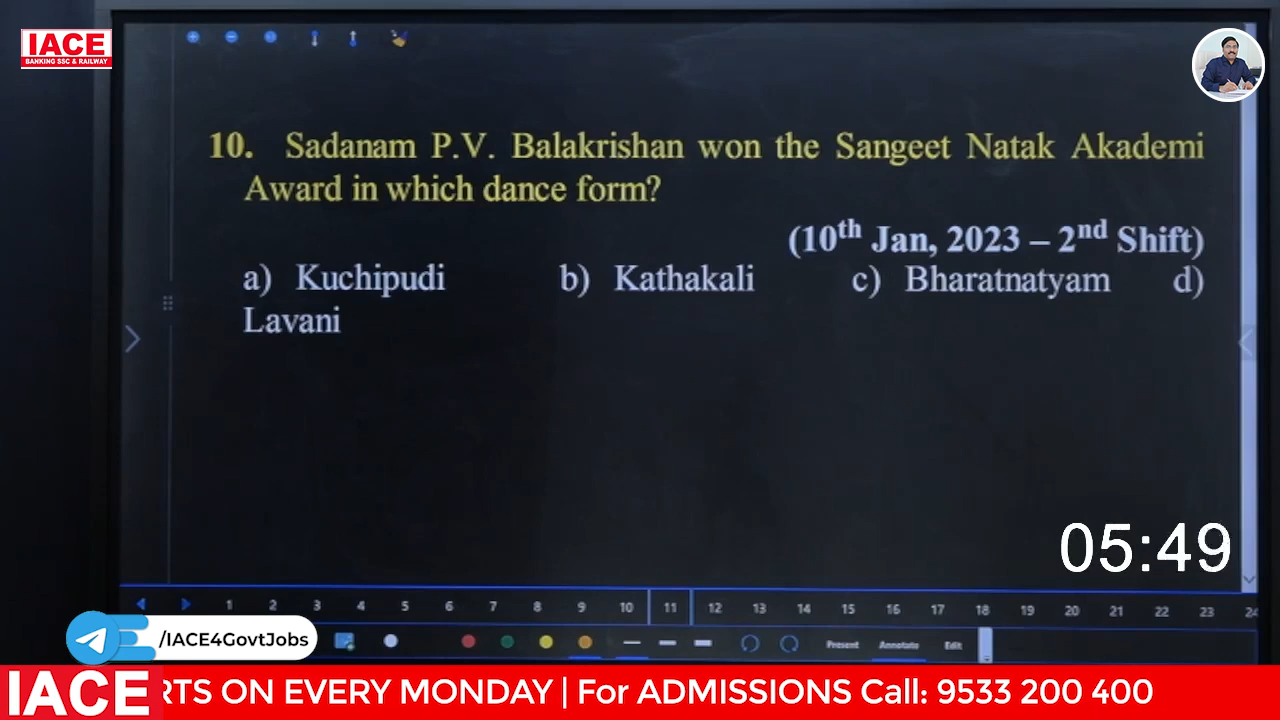 IACE
BANKING SSC & RAILWAY
10. Sadanam P.V. Balakrishan won the Sangeet Natak Akademi
Award in which dance form?
(10th Jan, 2023 – 2nd Shift)
a) Kuchipudi b) Kathakali c) Bharatnatyam d)
Lavani
05:49
1 2 3 4 5 6 7 8 9 10 11 12 13 14 15 16 17 18 19 20 21 22 23 24
/IACE4GovtJobs
Present Annotate Edit
IACE RTS ON EVERY MONDAY | For ADMISSIONS Call: 9533 200 400